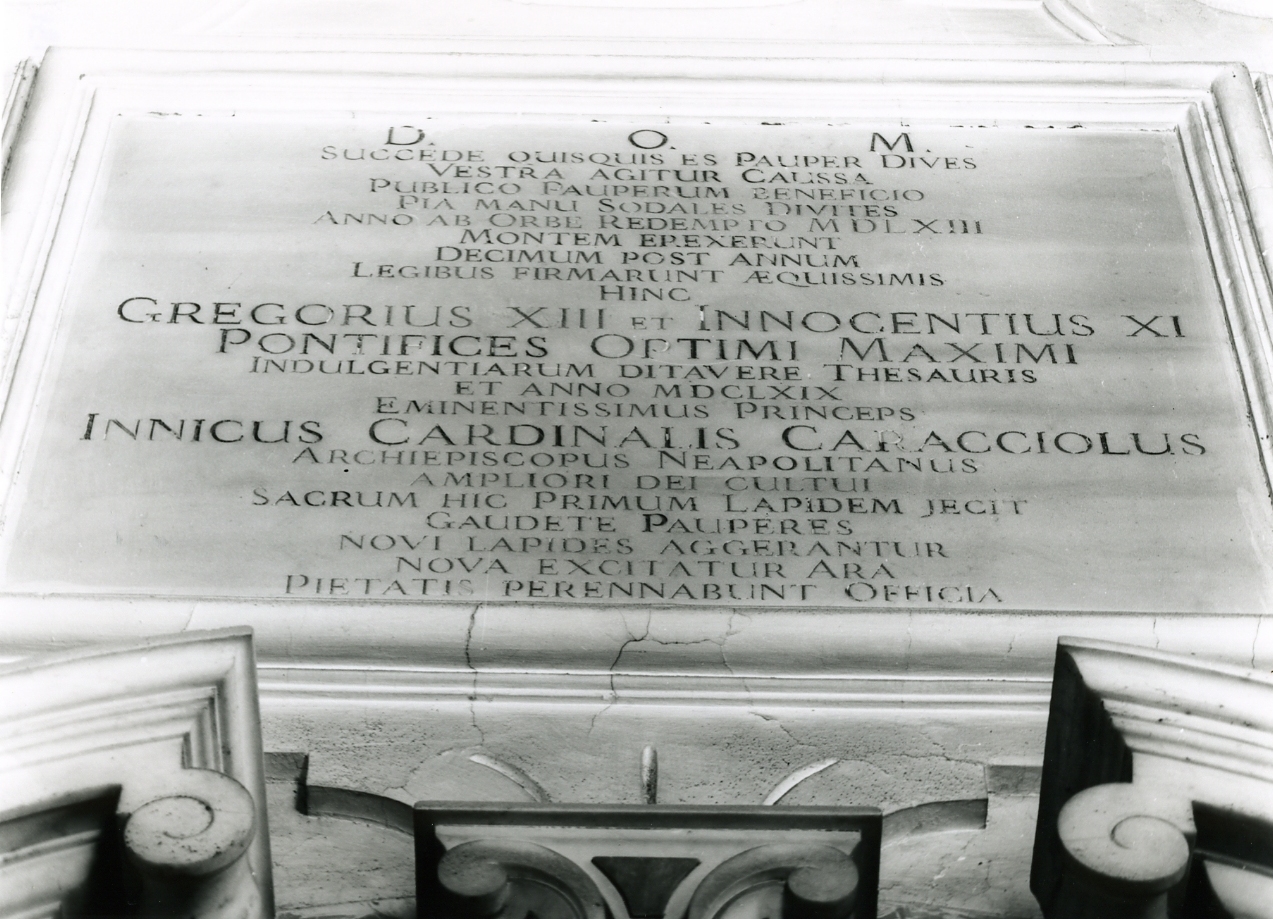 D. O. M.
SUCCEDE QUISQUIS ES PAUPER DIVES
VESTRA AGITUR CAUSSA
PUBLICO PAUPERUM BENEFICIO
PIA MANU SODALES DIVITES
ANNO AB ORBE REDEMPTO MDLXIII
MONTEM EREXERUNT
DECIMUM POST ANNUM
LEGIBUS FIRMARUNT ÆQUISSIMIS
HINC
GREGORIUS XIII ET INNOCENTIUS XI
PONTIFICES OPTIMI MAXIMI
INDULGENTIARUM DITAVERE THESAURIS
ET ANNO MDCLXIX
EMINENTISSIMUS PRINCEPS
INNICUS CARDINALIS CARACCIOLUS
ARCHIEPISCOPUS NEAPOLITANUS
AMPLIORI DEI CULTUI
SACRUM HIC PRIMUM LAPIDEM JECIT
GAUDETE PAUPERES
NOVI LAPIDES AGGERANTUR
NOVA EXCITATUR ARA
PIETATIS PERENNABUNT OFFICIA